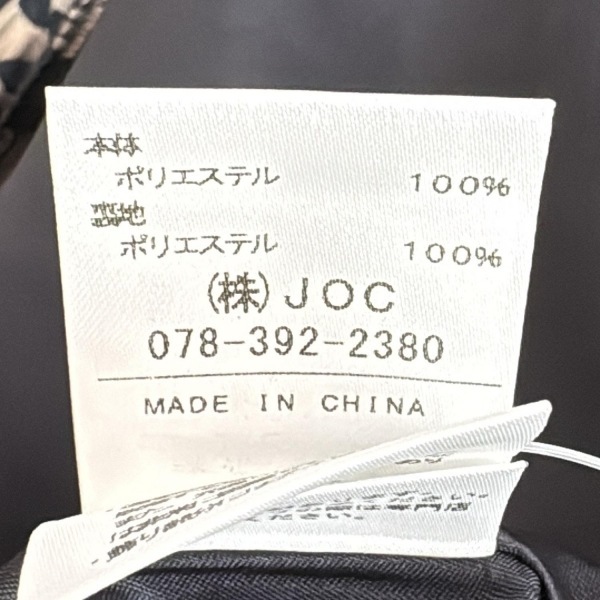 本体
ポリエステル 100%
裏地
ポリエステル 100%
(株)JOC
078-392-2380
MADE IN CHINA